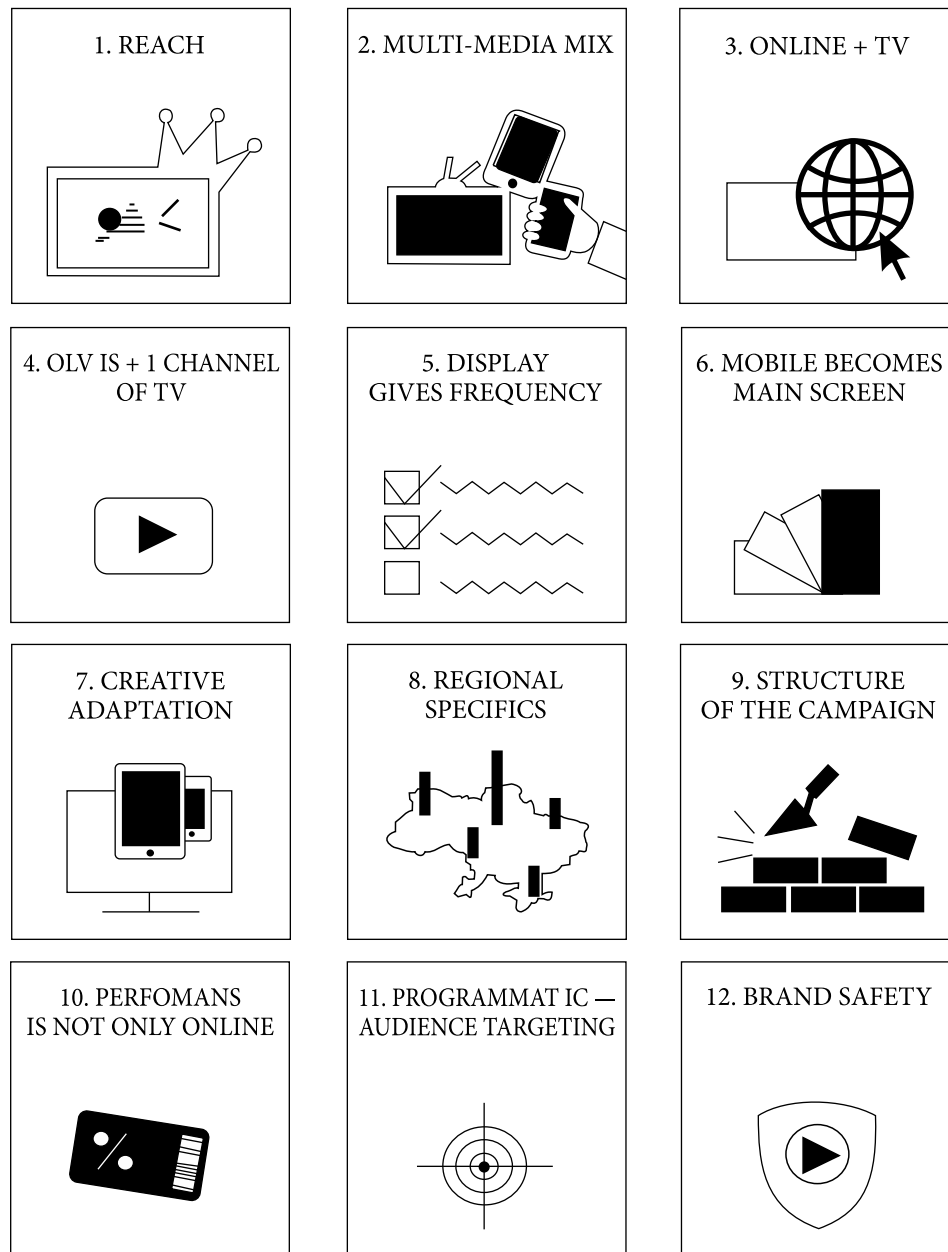 1. REACH
2. MULTI-MEDIA MIX
3. ONLINE + TV
4. OLV IS + 1 CHANNEL
OF TV
5. DISPLAY
GIVES FREQUENCY
6. MOBILE BECOMES
MAIN SCREEN
7. CREATIVE
ADAPTATION
8. REGIONAL
SPECIFICS
9. STRUCTURE
OF THE CAMPAIGN
10. PERFOMANS
IS NOT ONLY ONLINE
11. PROGRAMMAT IC —
AUDIENCE TARGETING
12. BRAND SAFETY